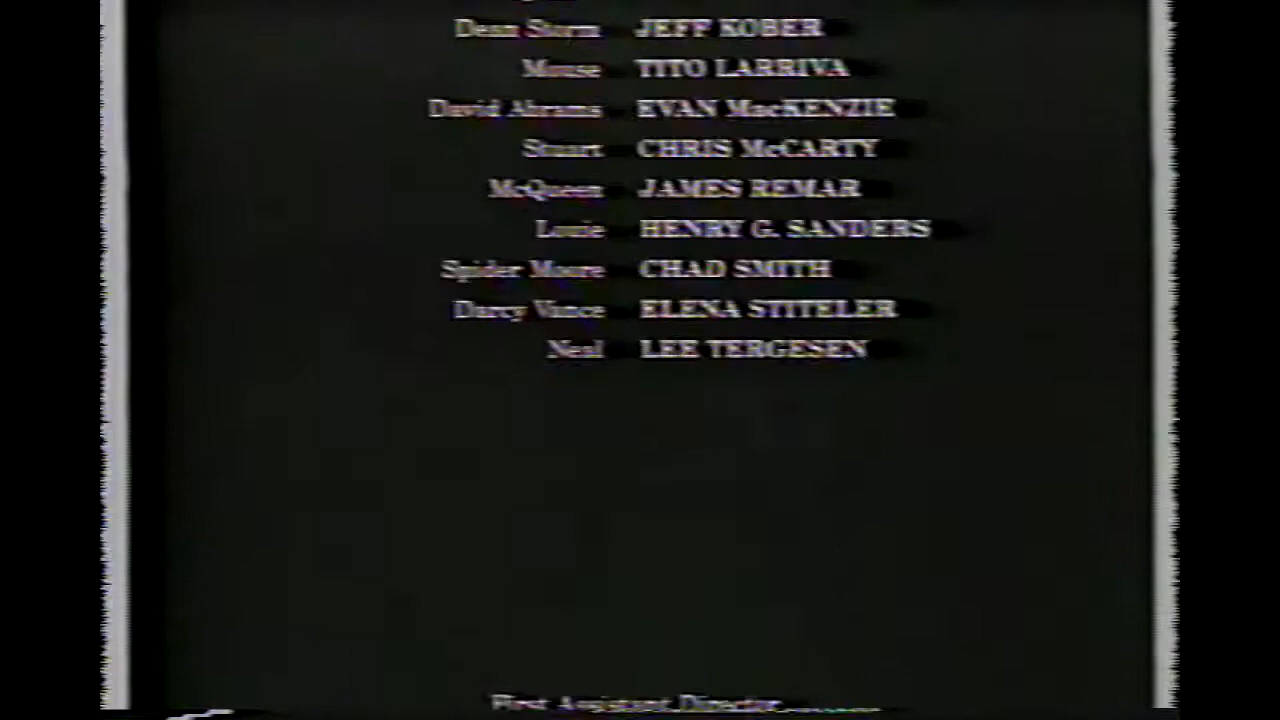 Dean Storm JEFF KOBER
Mouse TITO LARRIVA
David Abrams EVAN MacKENZIE
Stuart CHRIS McCARTY
McQueen JAMES REMAR
Louie HENRY G. SANDERS
Spider Moore CHAD SMITH
Darcy Vance ELENA STITELER
Neal LEE TERGESEN
First Assistant Director